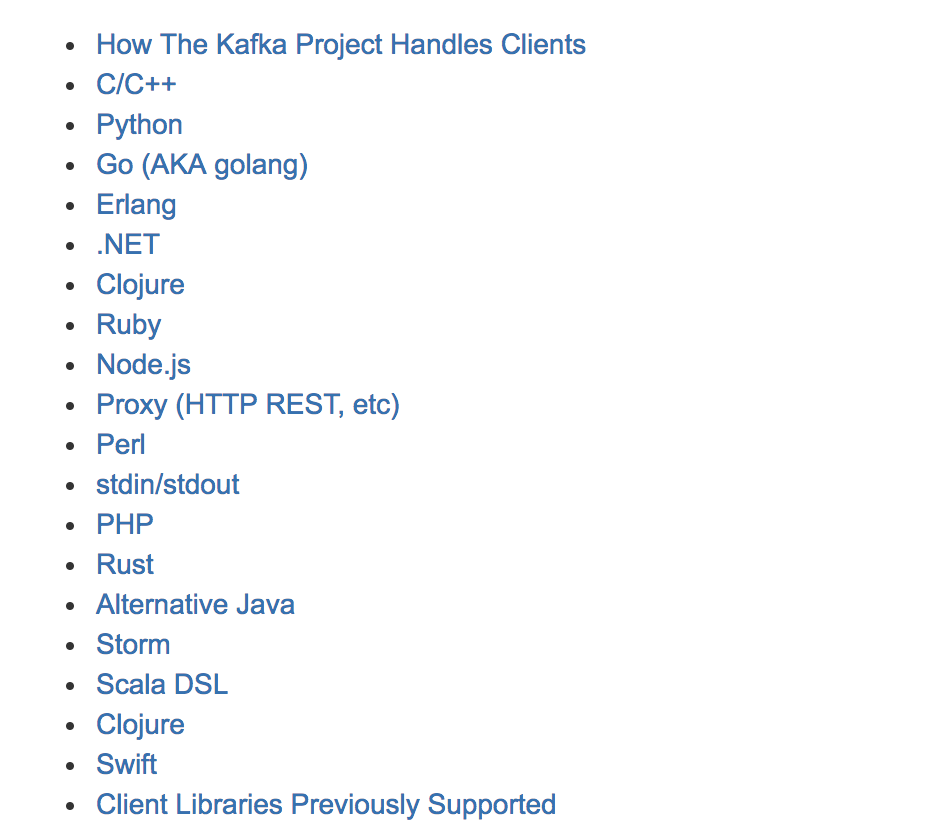 How The Kafka Project Handles Clients
C/C++
Python
Go (AKA golang)
Erlang
.NET
Clojure
Ruby
Node.js
Proxy (HTTP REST, etc)
Perl
stdin/stdout
PHP
Rust
Alternative Java
Storm
Scala DSL
Clojure
Swift
Client Libraries Previously Supported